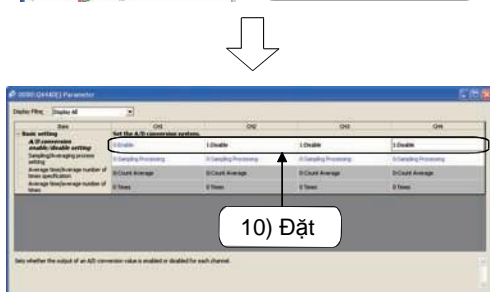 0000:Q64AD[]-Parameter
Display Filter Display All
Item CH1 CH2 CH3 CH4
Basic setting Set the A/D conversion system.
A/D conversion enable/disable setting 0:Enable 1:Disable 1:Disable 1:Disable
Sampling/Averaging process setting 0:Sampling Processing 0:Sampling Processing 0:Sampling Processing 0:Sampling Processing
Average time/Average number of times specification 0:Count Average 0:Count Average 0:Count Average 0:Count Average
Average time/average number of times 0 Times 0 Times 0 Times 0 Times
10) Đặt
Sets whether the output of an A/D conversion value is enabled or disabled for each channel.